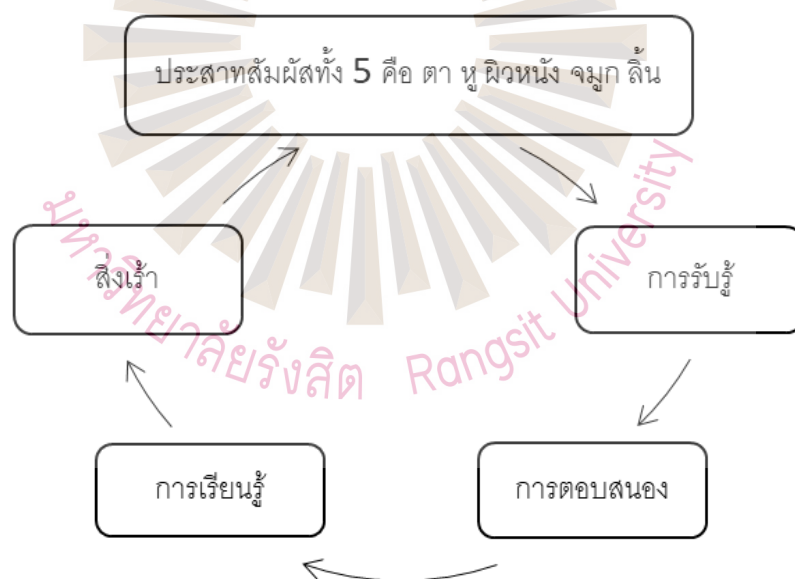 ประสาทสัมผัสทั้ง 5 คือ ตา หู ผิวหนัง จมูก ลิ้น
สิ่งเร้า
การรับรู้
มหาวิทยาลัยรังสิต Rangsit University
การเรียนรู้
การตอบสนอง